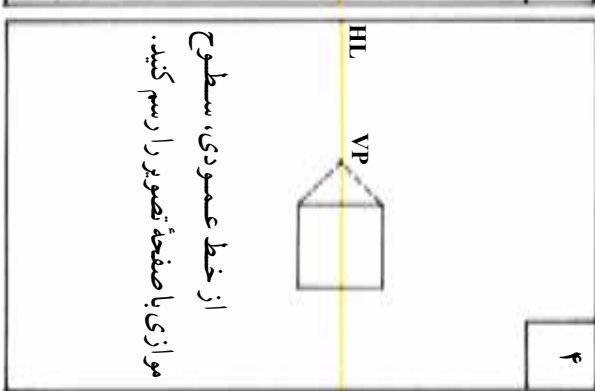 ۴
HL
VP
از خط عمودی، سطوح
موازی با صفحهٔ تصویر را رسم کنید.